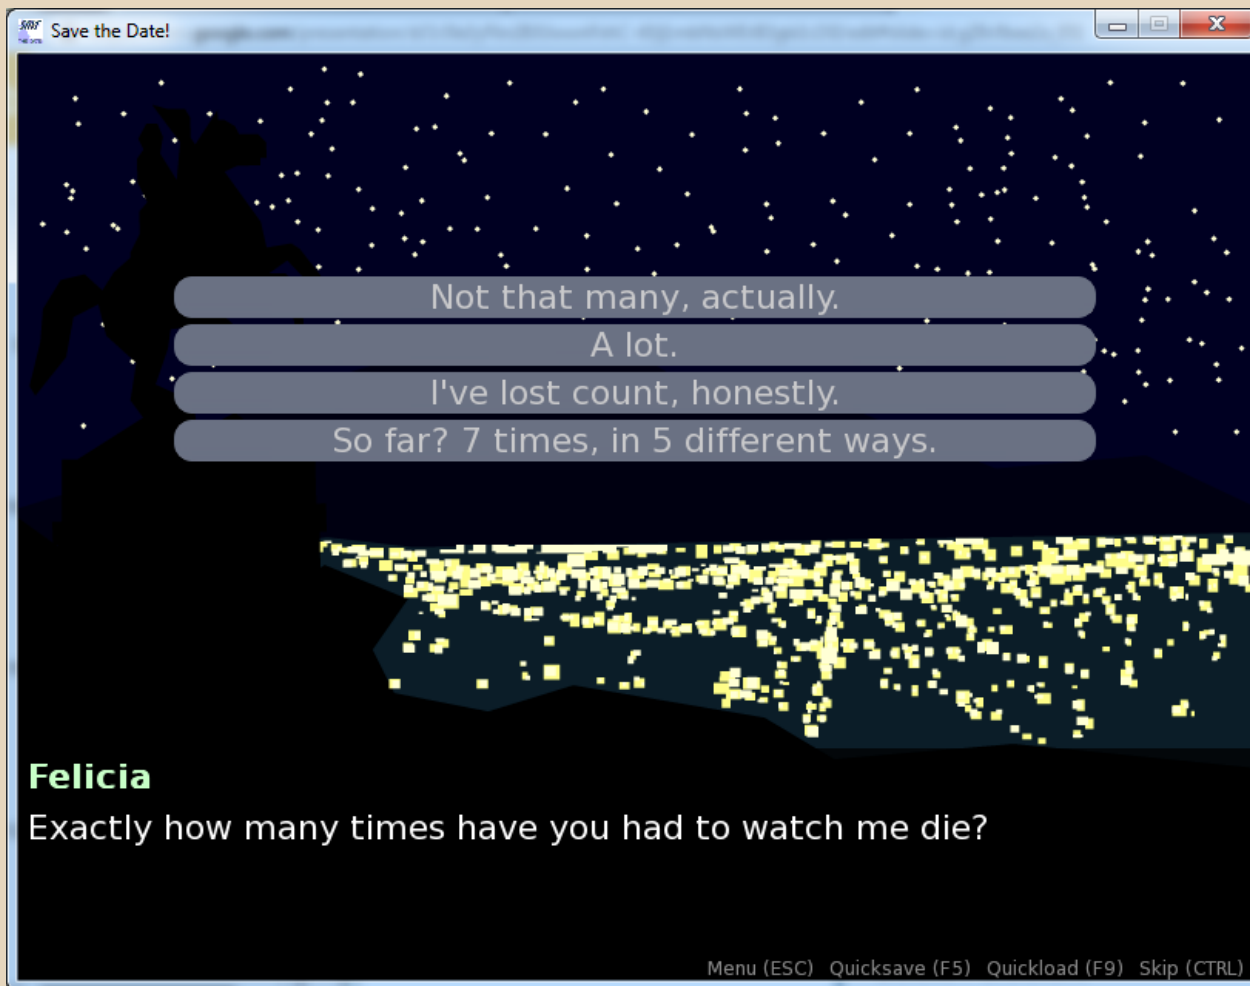 Save the Date!
Not that many, actually.
A lot.
I've lost count, honestly.
So far? 7 times, in 5 different ways.
Felicia
Exactly how many times have you had to watch me die?
Menu (ESC) Quicksave (F5) Quickload (F9) Skip (CTRL)